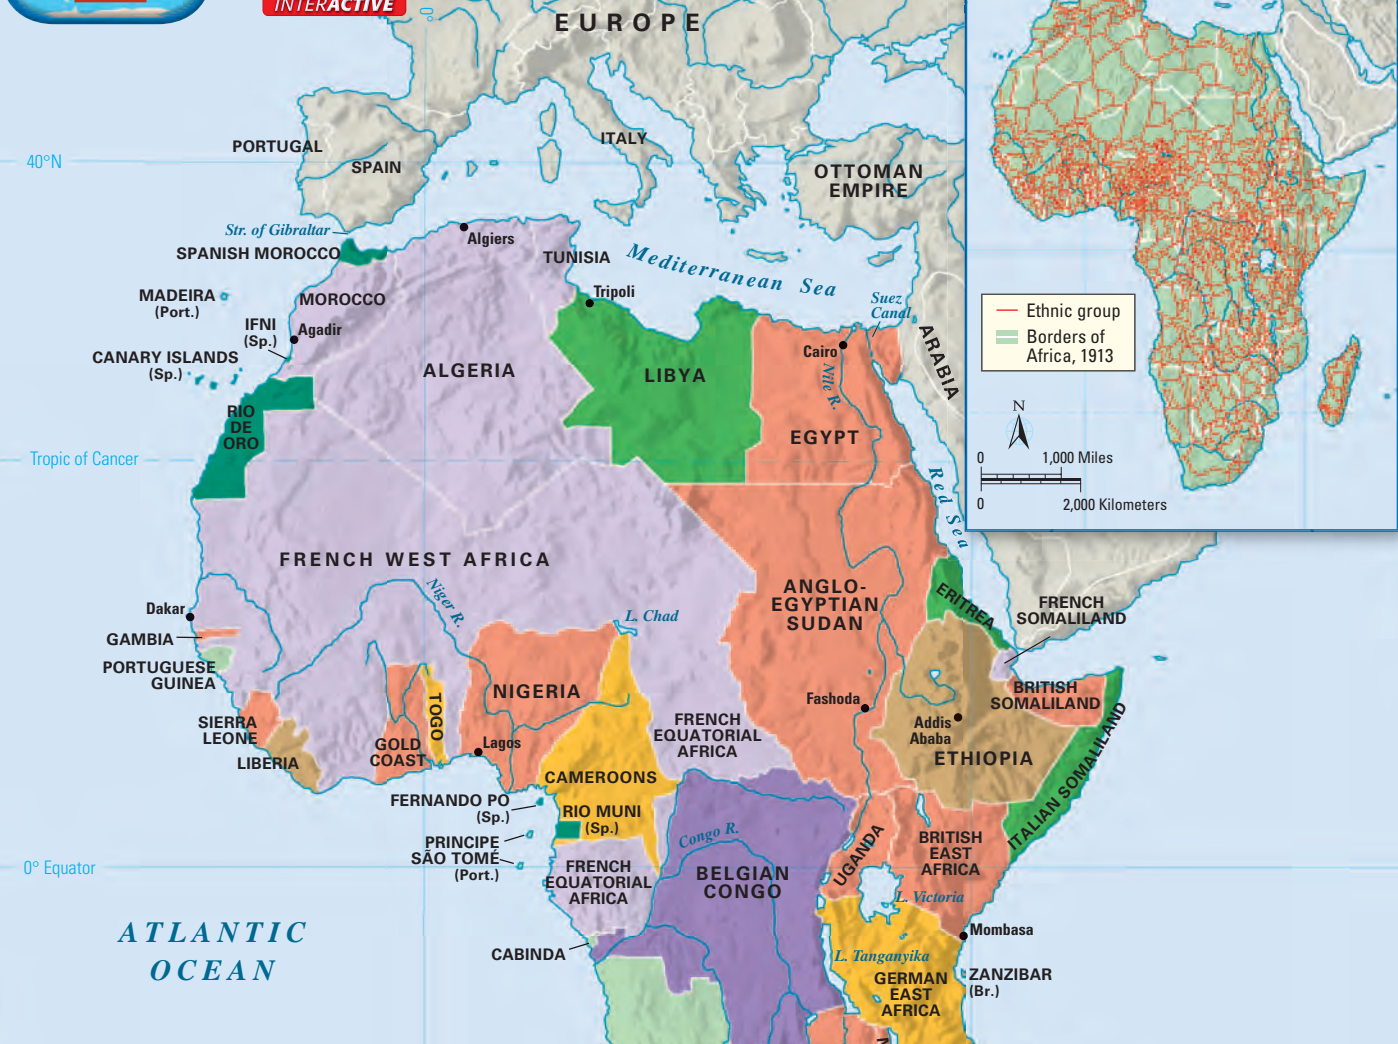 INTERACTIVE
EUROPE
PORTUGAL
SPAIN
ITALY
40°N
OTTOMAN
EMPIRE
Str. of Gibraltar
SPANISH MOROCCO
Algiers
TUNISIA
Mediterranean Sea
MADEIRA
(Port.)
MOROCCO
Tripoli
Suez
Canal
IFNI
(Sp.)
Agadir
Cairo
CANARY ISLANDS
(Sp.)
ALGERIA
LIBYA
Nile R.
ARABIA
RIO
DE
ORO
EGYPT
Tropic of Cancer
Red Sea
FRENCH WEST AFRICA
Niger R.
ANGLO-
EGYPTIAN
SUDAN
ERITREA
FRENCH
SOMALILAND
Dakar
GAMBIA
L. Chad
PORTUGUESE
GUINEA
NIGERIA
TOGO
Fashoda
BRITISH
SOMALILAND
SIERRA
LEONE
LIBERIA
GOLD
COAST
Lagos
FRENCH
EQUATORIAL
AFRICA
Addis
Ababa
ETHIOPIA
ITALIAN SOMALILAND
CAMEROONS
FERNANDO PO
(Sp.)
RIO MUNI
(Sp.)
PRINCIPE
SÃO TOMÉ
(Port.)
Congo R.
UGANDA
BRITISH
EAST
AFRICA
0° Equator
FRENCH
EQUATORIAL
AFRICA
BELGIAN
CONGO
L. Victoria
ATLANTIC
OCEAN
CABINDA
Mombasa
L. Tanganyika
ZANZIBAR
(Br.)
GERMAN
EAST
AFRICA
Ethnic group
Borders of
Africa, 1913
N
0 1,000 Miles
0 2,000 Kilometers